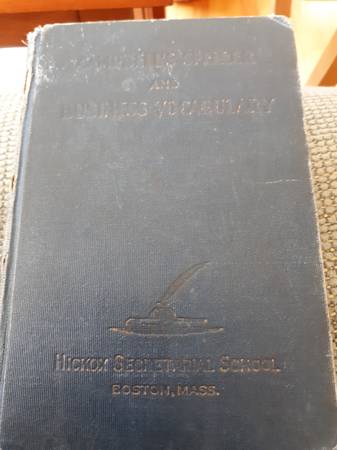 AND
BUSINESS VOCABULARY
HICKOX SECRETARIAL SCHOOL
BOSTON, MASS.